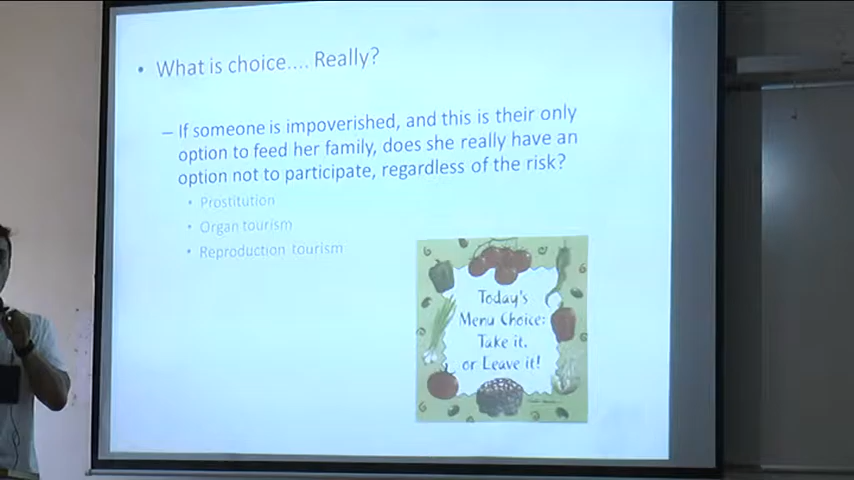 • What is choice.... Really?
– If someone is impoverished, and this is their only
option to feed her family, does she really have an
option not to participate, regardless of the risk?
• Prostitution
• Organ tourism
• Reproduction tourism
Today's
Menu Choice:
Take it,
or Leave it!